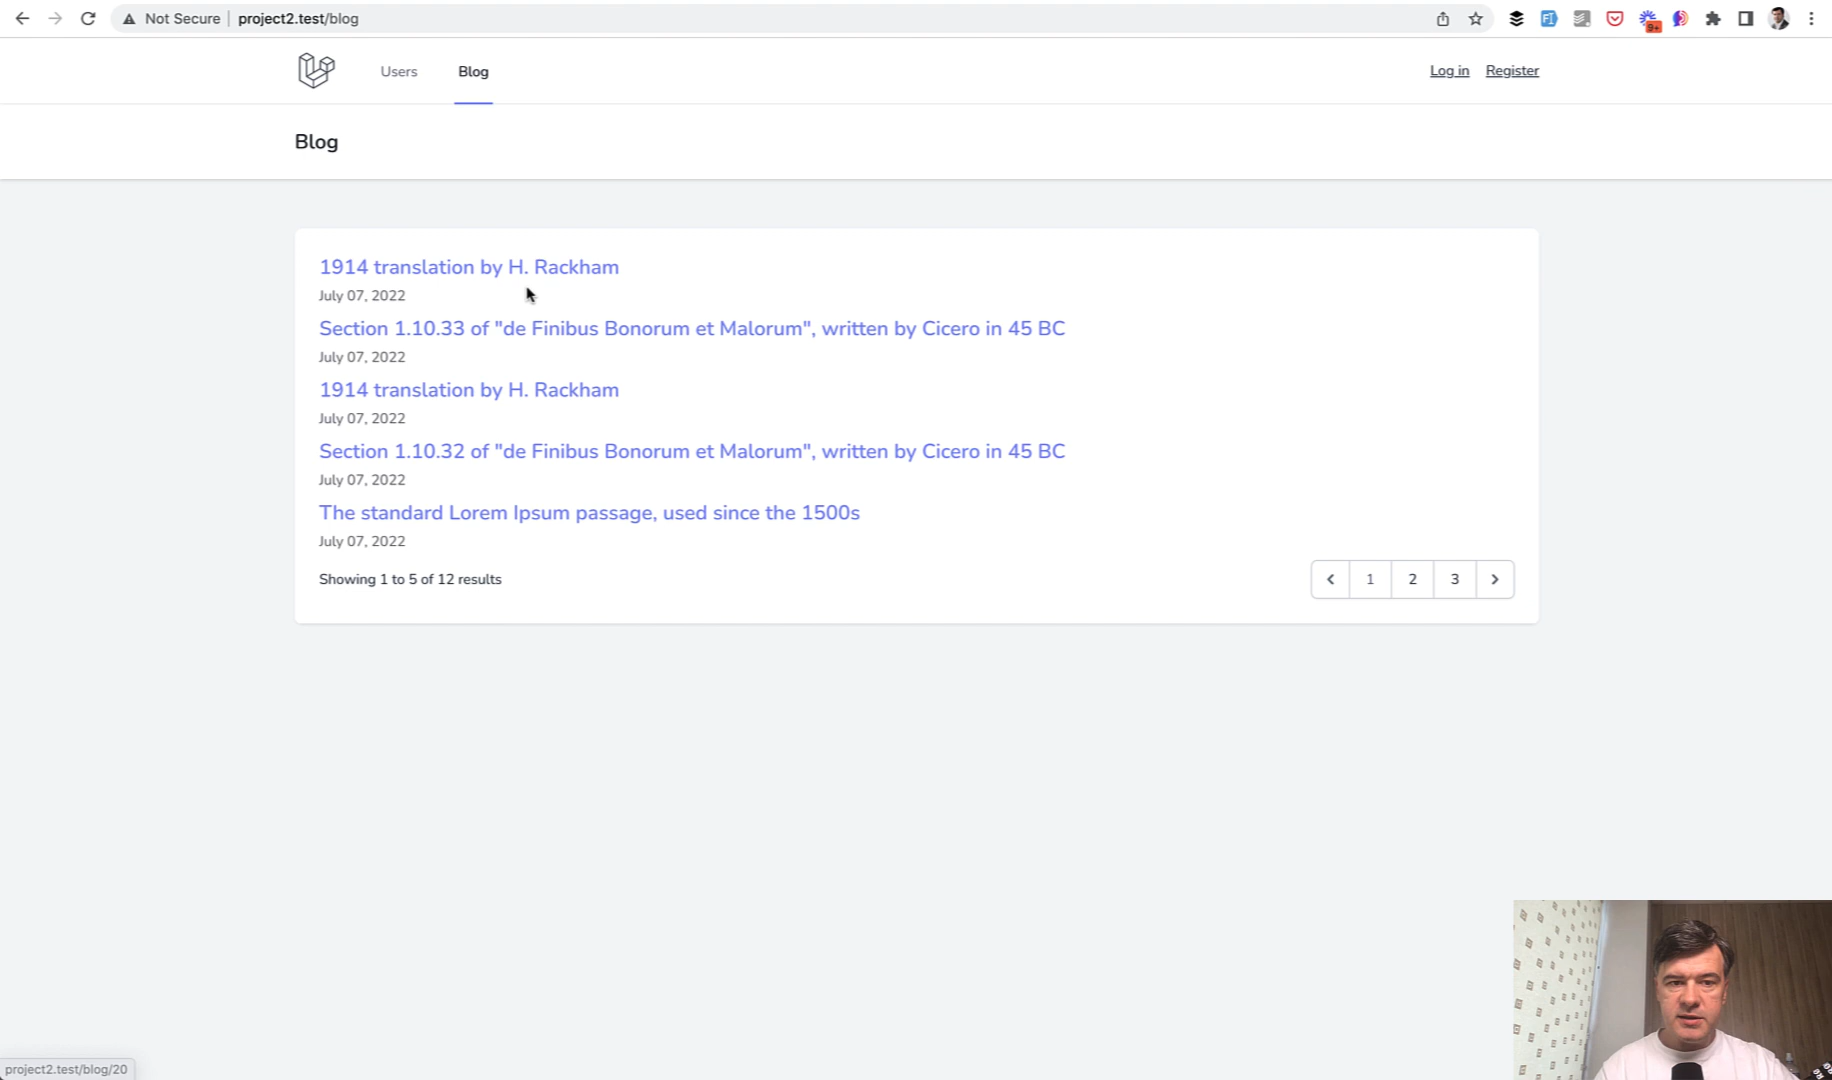 Not Secure | project2.test/blog
9+
Users
Blog
Log in
Register
Blog
1914 translation by H. Rackham
July 07, 2022
Section 1.10.33 of "de Finibus Bonorum et Malorum", written by Cicero in 45 BC
July 07, 2022
1914 translation by H. Rackham
July 07, 2022
Section 1.10.32 of "de Finibus Bonorum et Malorum", written by Cicero in 45 BC
July 07, 2022
The standard Lorem Ipsum passage, used since the 1500s
July 07, 2022
Showing 1 to 5 of 12 results
1 2 3
project2.test/blog/20